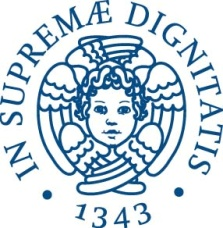 IN SUPREMÆ DIGNITATIS
• 1343 •